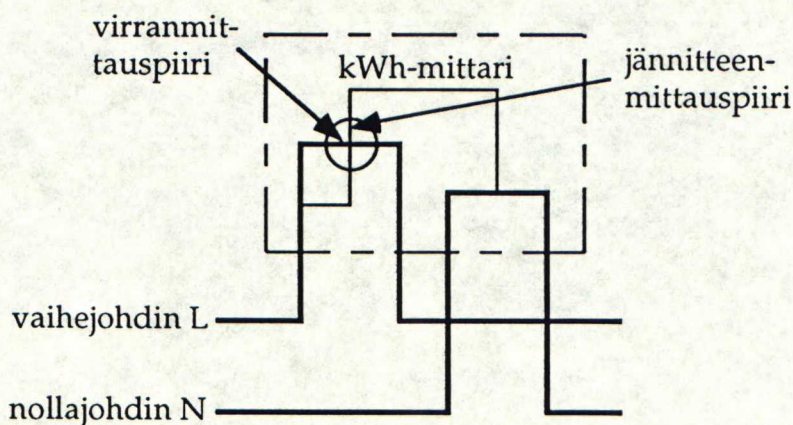 virranmit-
tauspiiri
kWh-mittari
jännitteen-
mittauspiiri
vaihejohdin L
nollajohdin N